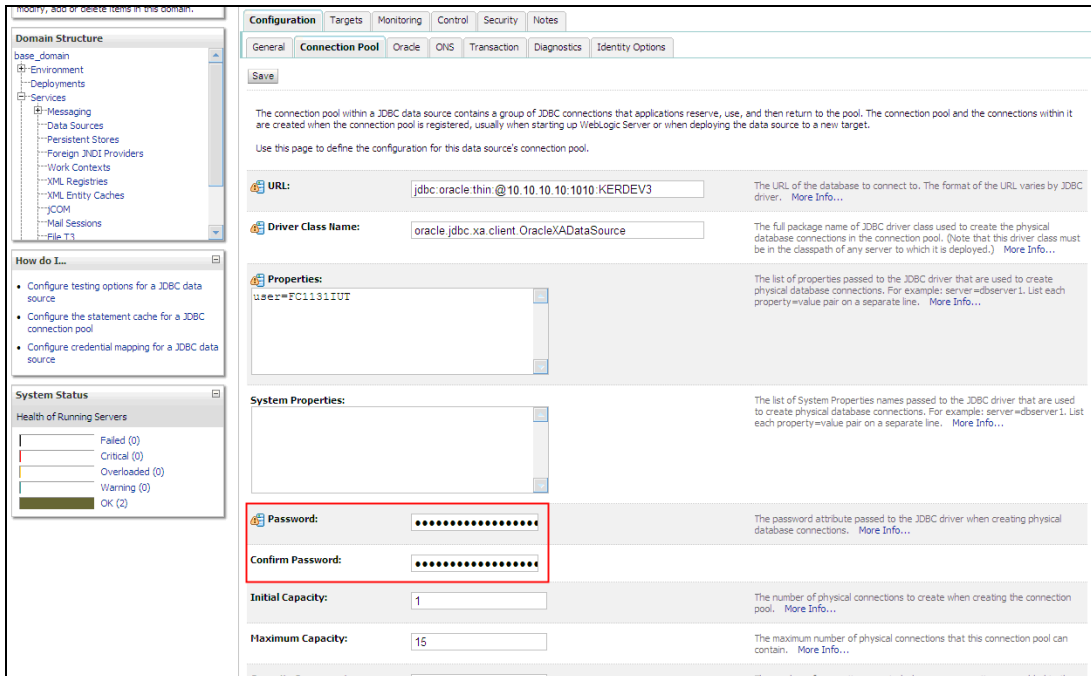 modify, add or delete items in this domain.
Domain Structure
base_domain
Environment
Deployments
Services
Messaging
Data Sources
Persistent Stores
Foreign JNDI Providers
Work Contexts
XML Registries
XML Entity Caches
jCOM
Mail Sessions
File T3
How do I...
Configure testing options for a JDBC data
source
Configure the statement cache for a JDBC
connection pool
Configure credential mapping for a JDBC data
source
System Status
Health of Running Servers
Failed (0)
Critical (0)
Overloaded (0)
Warning (0)
OK (2)
Configuration Targets Monitoring Control Security Notes
General Connection Pool Oracle ONS Transaction Diagnostics Identity Options
Save
The connection pool within a JDBC data source contains a group of JDBC connections that applications reserve, use, and then return to the pool. The connection pool and the connections within it
are created when the connection pool is registered, usually when starting up WebLogic Server or when deploying the data source to a new target.
Use this page to define the configuration for this data source's connection pool.
URL: jdbc:oracle:thin:@10.10.10.10:1010:KERDEV3 The URL of the database to connect to. The format of the URL varies by JDBC
driver. More Info...
Driver Class Name: oracle.jdbc.xa.client.OracleXADataSource The full package name of JDBC driver class used to create the physical
database connections in the connection pool. (Note that this driver class must
be in the classpath of any server to which it is deployed.) More Info...
Properties: The list of properties passed to the JDBC driver that are used to create
user=FC1131IUT physical database connections. For example: server=dbserver1. List each
property=value pair on a separate line. More Info...
System Properties: The list of System Properties names passed to the JDBC driver that are used
to create physical database connections. For example: server=dbserver1. List
each property=value pair on a separate line. More Info...
Password: ●●●●●●●●●●●●●●●●●● The password attribute passed to the JDBC driver when creating physical
database connections. More Info...
Confirm Password: ●●●●●●●●●●●●●●●●●●
Initial Capacity: 1 The number of physical connections to create when creating the connection
pool. More Info...
Maximum Capacity: 15 The maximum number of physical connections that this connection pool can
contain. More Info...